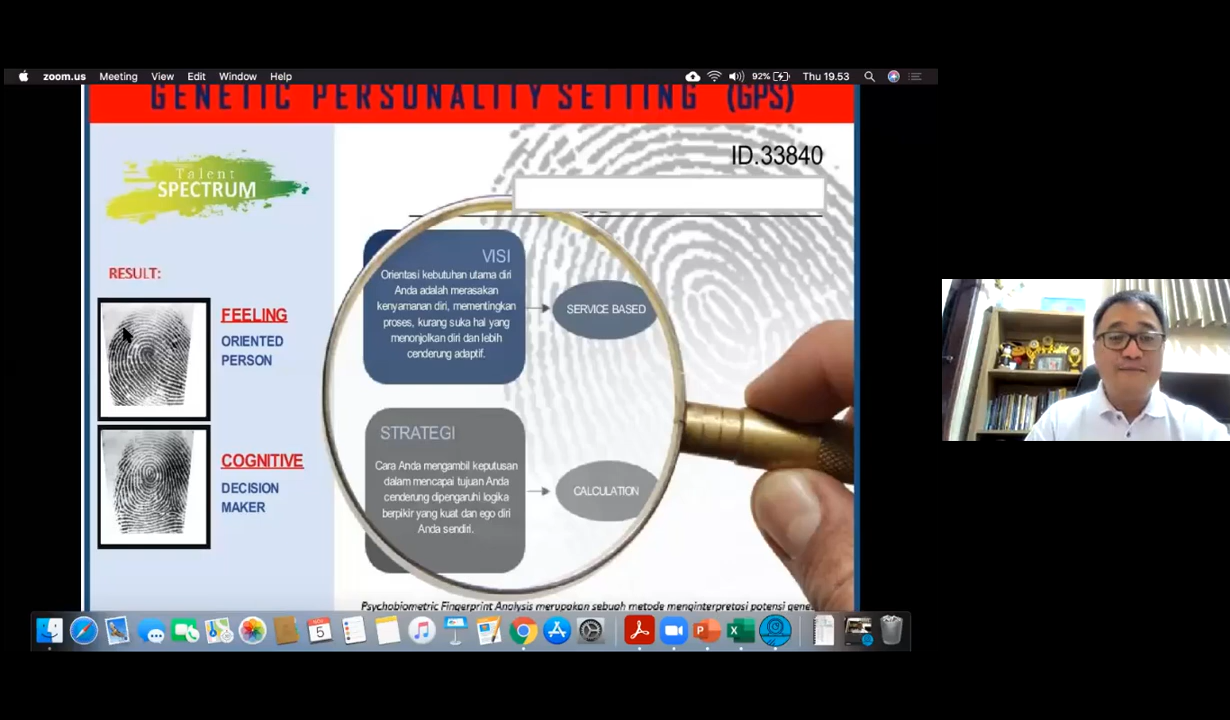 zoom.us Meeting View Edit Window Help 92% Thu 19.53
GENETIC PERSONALITY SETTING (GPS)
Talent
SPECTRUM
ID.33840
RESULT:
FEELING
ORIENTED
PERSON
COGNITIVE
DECISION
MAKER
VISI
Orientasi kebutuhan utama diri
Anda adalah merasakan
kenyamanan diri, mementingkan
proses, kurang suka hal yang
menonjolkan diri dan lebih
cenderung adaptif.
SERVICE BASED
STRATEGI
Cara Anda mengambil keputusan
dalam mencapai tujuan Anda
cenderung dipengaruhi logika
berpikir yang kuat dan ego diri
Anda sendiri.
CALCULATION
Psychobiometric Fingerprint Analysis merupakan sebuah metode menginterpretasi potensi gene
NOV
5